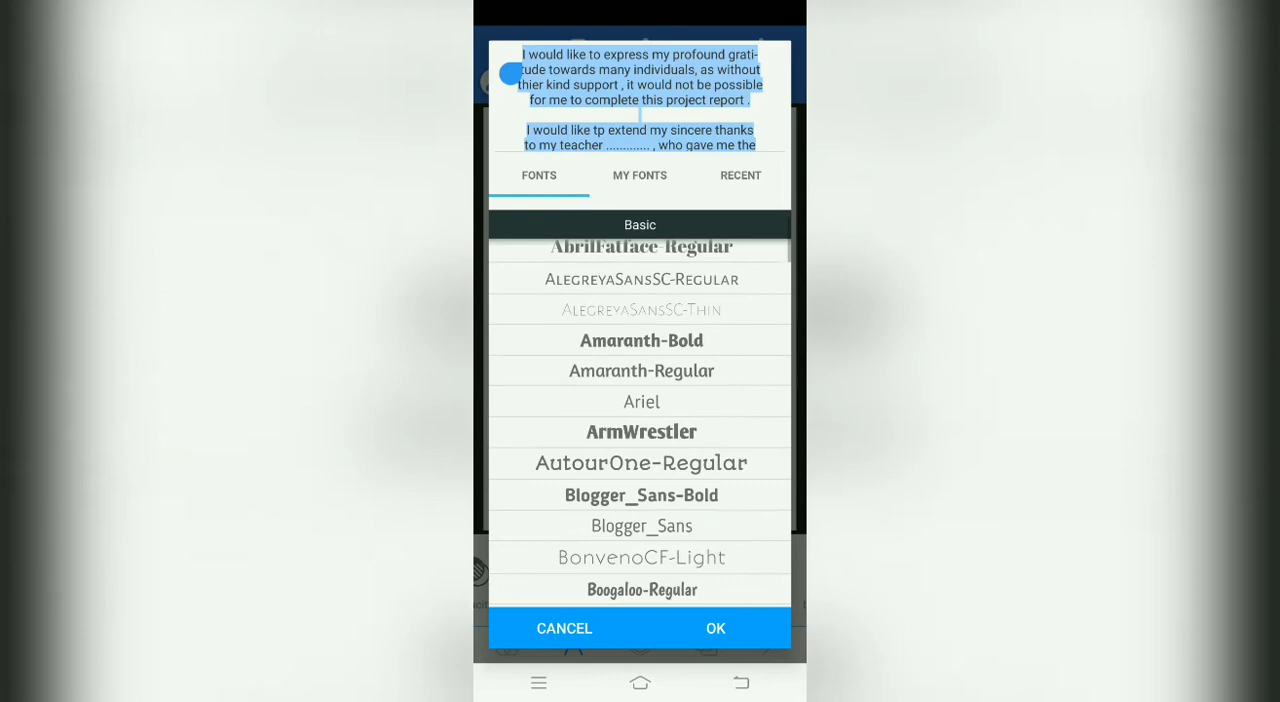 I would like to express my profound grati-
tude towards many individuals, as without
thier kind support , it would not be possible
for me to complete this project report .
I would like tp extend my sincere thanks
to my teacher ............. , who gave me the
FONTS MY FONTS RECENT
Basic
AbrilFatface-Regular
AlegreyaSansSC-Regular
AlegreyaSansSC-Thin
Amaranth-Bold
Amaranth-Regular
Ariel
ArmWrestler
AutourOne-Regular
Blogger_Sans-Bold
Blogger_Sans
BonvenoCF-Light
Boogaloo-Regular
CANCEL OK